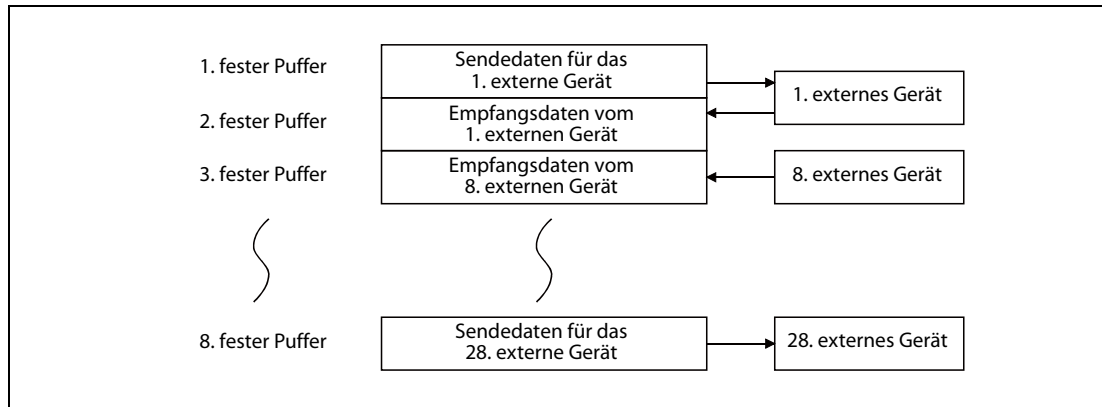 1. fester Puffer
Sendedaten für das
1. externe Gerät
1. externes Gerät
2. fester Puffer
Empfangsdaten vom
1. externen Gerät
3. fester Puffer
Empfangsdaten vom
8. externen Gerät
8. externes Gerät
8. fester Puffer
Sendedaten für das
28. externe Gerät
28. externes Gerät